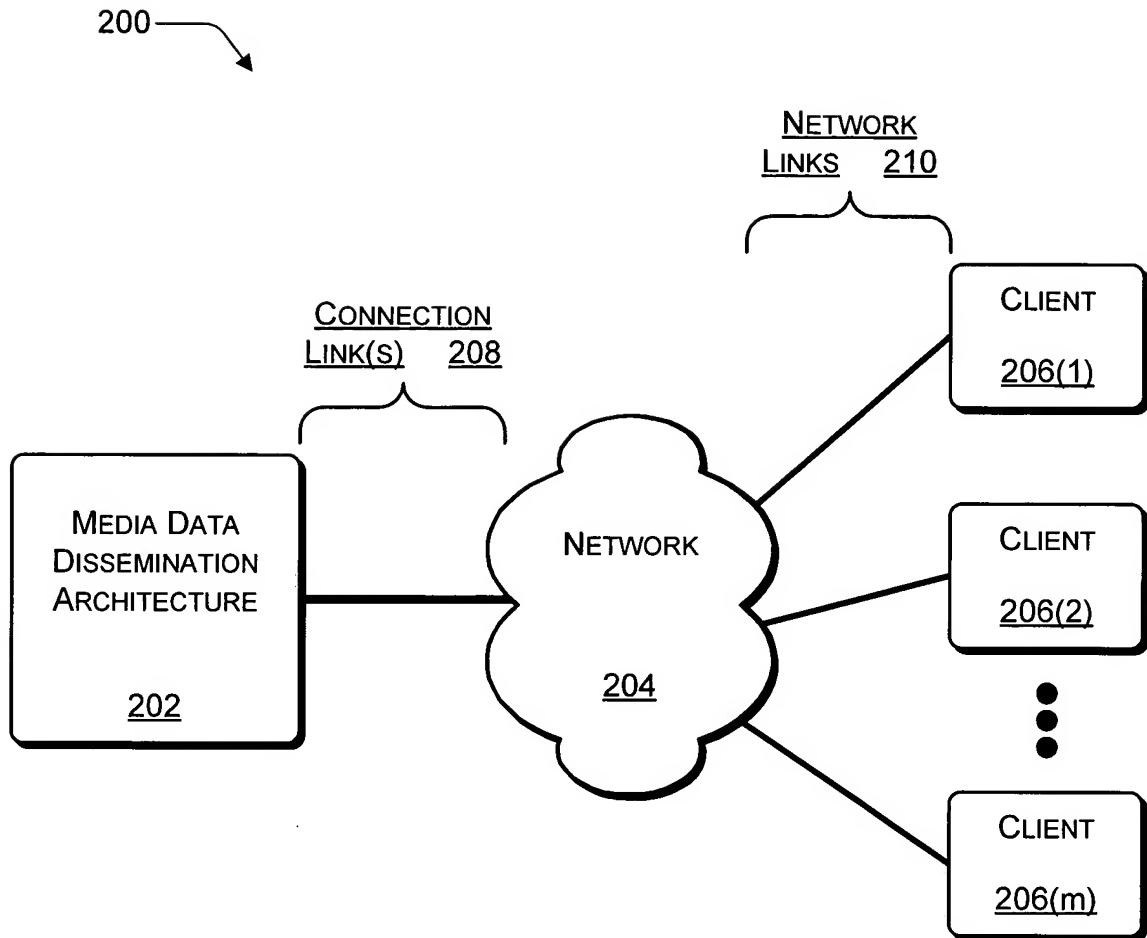 200
NETWORK
LINKS 210
CONNECTION
LINK(S) 208
CLIENT
206(1)
MEDIA DATA
DISSEMINATION
ARCHITECTURE
202
NETWORK
204
CLIENT
206(2)
CLIENT
206(m)